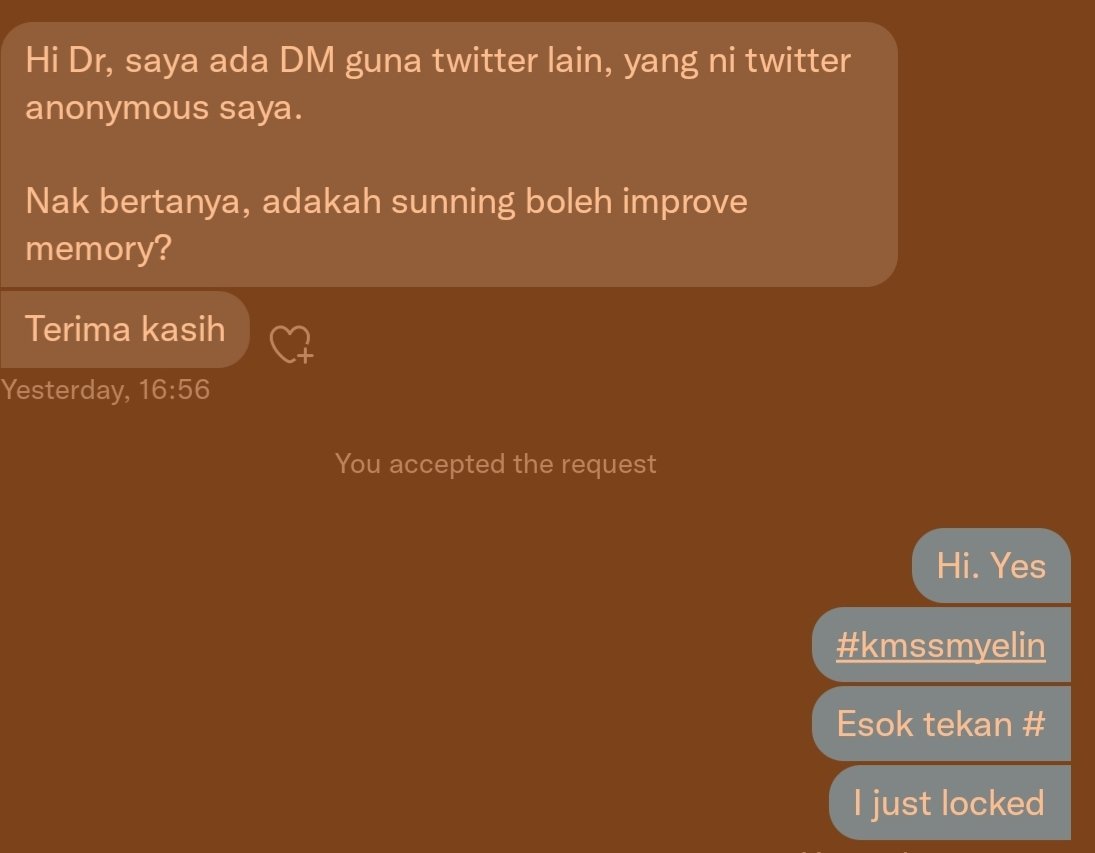 Hi Dr, saya ada DM guna twitter lain, yang ni twitter
anonymous saya.
Nak bertanya, adakah sunning boleh improve
memory?
Terima kasih
Yesterday, 16:56
You accepted the request
Hi. Yes
#kmssmyelin
Esok tekan #
I just locked